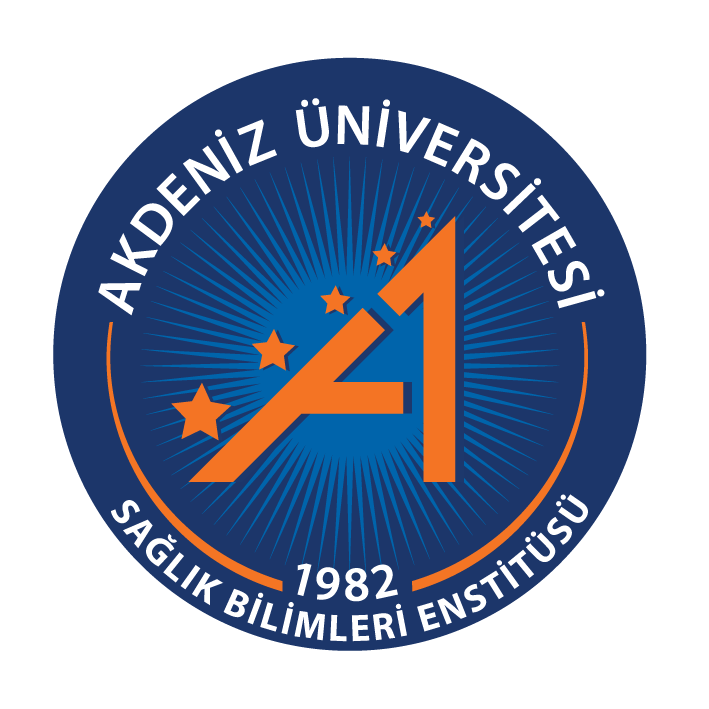 AKDENİZ ÜNİVERSİTESİ
1982
SAĞLIK BİLİMLERİ ENSTİTÜSÜ